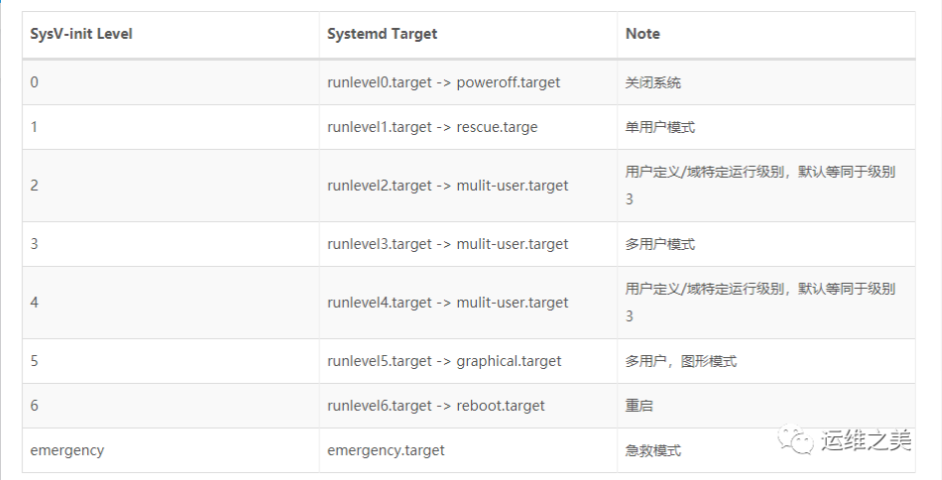 SysV-init Level Systemd Target Note
0 runlevel0.target -> poweroff.target 关闭系统
1 runlevel1.target -> rescue.targe 单用户模式
2 runlevel2.target -> mulit-user.target 用户定义/域特定运行级别，默认等同于级别
3
3 runlevel3.target -> mulit-user.target 多用户模式
4 runlevel4.target -> mulit-user.target 用户定义/域特定运行级别，默认等同于级别
3
5 runlevel5.target -> graphical.target 多用户，图形模式
6 runlevel6.target -> reboot.target 重启
emergency emergency.target 急救模式
运维之美